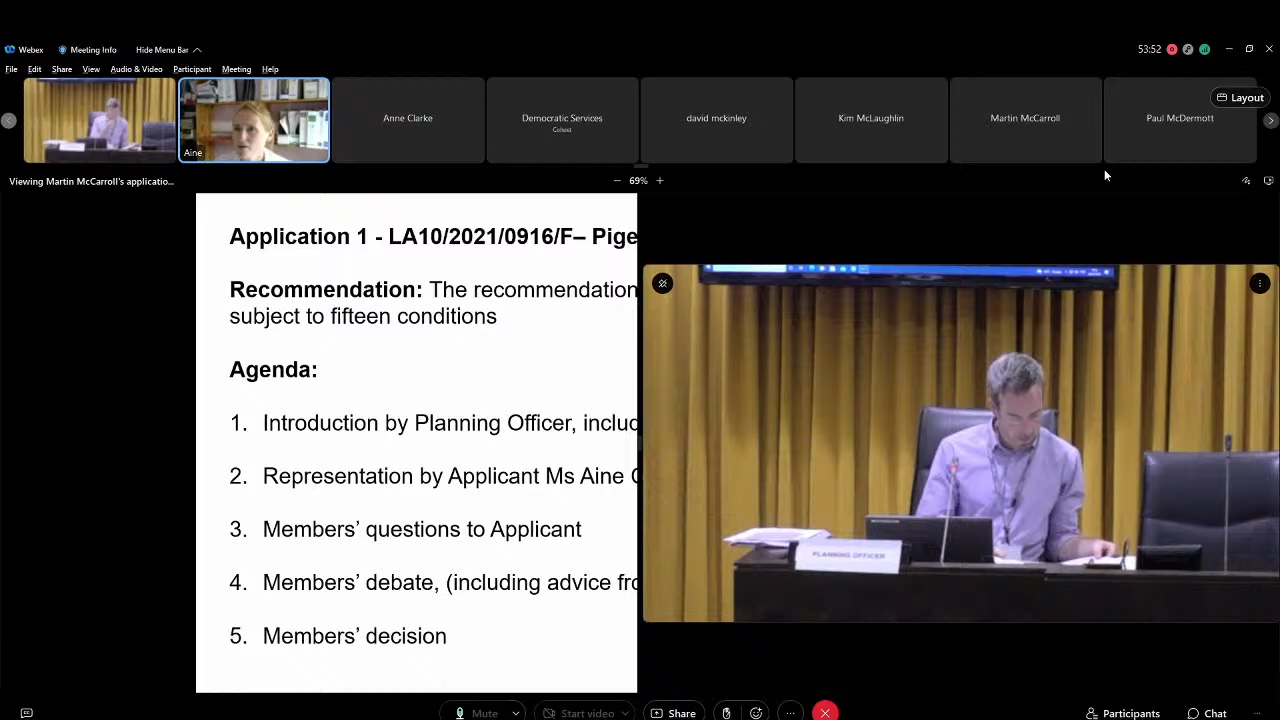 Webex Meeting Info Hide Menu Bar 53:52
File Edit Share View Audio & Video Participant Meeting Help
Layout
Aine
Anne Clarke
Democratic Services
Cohost
david mckinley
Kim McLaughlin
Martin McCarroll
Paul McDermott
Viewing Martin McCarroll's applicatio... 69%
Application 1 - LA10/2021/0916/F– Pige
Recommendation: The recommendation
subject to fifteen conditions
Agenda:
1. Introduction by Planning Officer, includ
2. Representation by Applicant Ms Aine
3. Members' questions to Applicant
4. Members' debate, (including advice fro
5. Members' decision
PLANNING OFFICER
Mute Start video Share Participants Chat